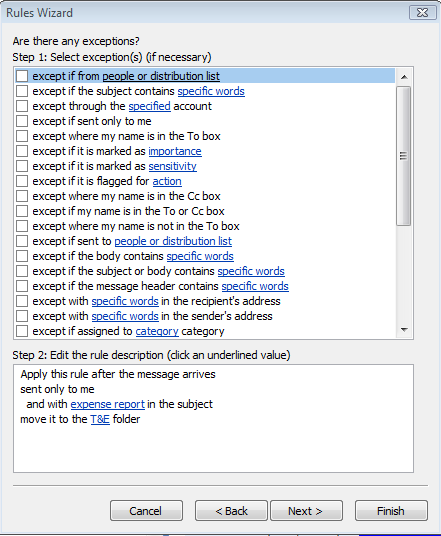 Rules Wizard
Are there any exceptions?
Step 1: Select exception(s) (if necessary)
except if from people or distribution list
except if the subject contains specific words
except through the specified account
except if sent only to me
except where my name is in the To box
except if it is marked as importance
except if it is marked as sensitivity
except if it is flagged for action
except where my name is in the Cc box
except if my name is in the To or Cc box
except where my name is not in the To box
except if sent to people or distribution list
except if the body contains specific words
except if the subject or body contains specific words
except if the message header contains specific words
except with specific words in the recipient's address
except with specific words in the sender's address
except if assigned to category category
Step 2: Edit the rule description (click an underlined value)
Apply this rule after the message arrives
sent only to me
and with expense report in the subject
move it to the T&E folder
Cancel < Back Next > Finish